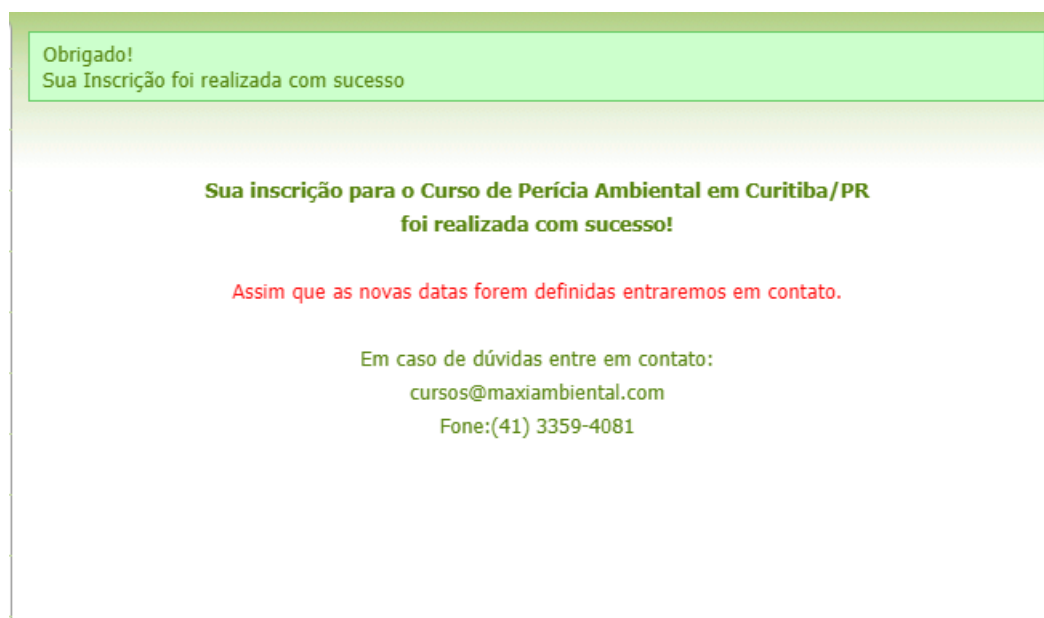 Obrigado!
Sua Inscrição foi realizada com sucesso
Sua inscrição para o Curso de Perícia Ambiental em Curitiba/PR
foi realizada com sucesso!
Assim que as novas datas forem definidas entraremos em contato.
Em caso de dúvidas entre em contato:
cursos@maxiambiental.com
Fone:(41) 3359-4081